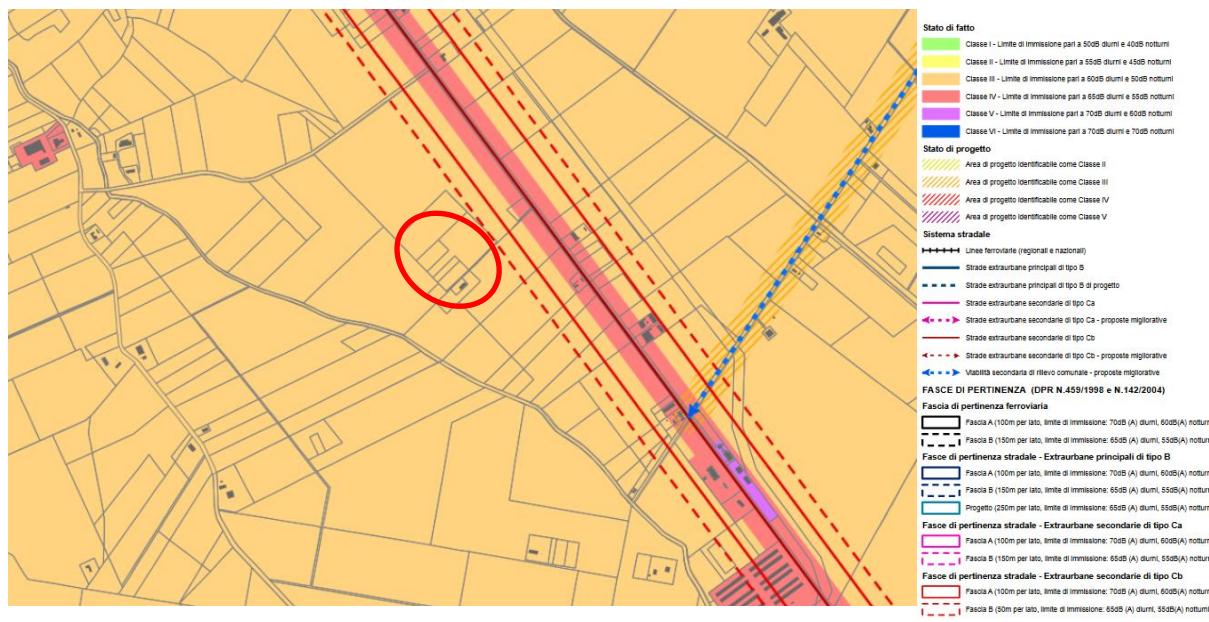 Stato di fatto
Classe I - Limite di immissione pari a 50dB diurni e 40dB notturni
Classe II - Limite di immissione pari a 55dB diurni e 45dB notturni
Classe III - Limite di immissione pari a 60dB diurni e 50dB notturni
Classe IV - Limite di immissione pari a 65dB diurni e 55dB notturni
Classe V - Limite di immissione pari a 70dB diurni e 60dB notturni
Classe VI - Limite di immissione pari a 70dB diurni e 70dB notturni
Stato di progetto
Area di progetto identificabile come Classe II
Area di progetto identificabile come Classe III
Area di progetto identificabile come Classe IV
Area di progetto identificabile come Classe V
Sistema stradale
Linee ferroviarie (regionali e nazionali)
Strade extraurbane principali di tipo B
Strade extraurbane principali di tipo B di progetto
Strade extraurbane secondarie di tipo Ca
Strade extraurbane secondarie di tipo Ca - proposte migliorative
Strade extraurbane secondarie di tipo Cb
Strade extraurbane secondarie di tipo Cb - proposte migliorative
Viabilità secondaria di rilievo comunale - proposte migliorative
FASCE DI PERTINENZA (DPR N.459/1998 e N.142/2004)
Fascia di pertinenza ferroviaria
Fascia A (100m per lato, limite di immissione: 70dB (A) diurni, 60dB(A) notturni
Fascia B (150m per lato, limite di immissione: 65dB (A) diurni, 55dB(A) notturni
Fasce di pertinenza stradale - Extraurbane principali di tipo B
Fascia A (100m per lato, limite di immissione: 70dB (A) diurni, 60dB(A) notturni
Fascia B (150m per lato, limite di immissione: 65dB (A) diurni, 55dB(A) notturni
Progetto (250m per lato, limite di immissione: 65dB (A) diurni, 55dB(A) notturni
Fasce di pertinenza stradale - Extraurbane secondarie di tipo Ca
Fascia A (100m per lato, limite di immissione: 70dB (A) diurni, 60dB(A) notturni
Fascia B (150m per lato, limite di immissione: 65dB (A) diurni, 55dB(A) notturni
Fasce di pertinenza stradale - Extraurbane secondarie di tipo Cb
Fascia A (100m per lato, limite di immissione: 70dB (A) diurni, 60dB(A) notturni
Fascia B (50m per lato, limite di immissione: 65dB (A) diurni, 55dB(A) notturni